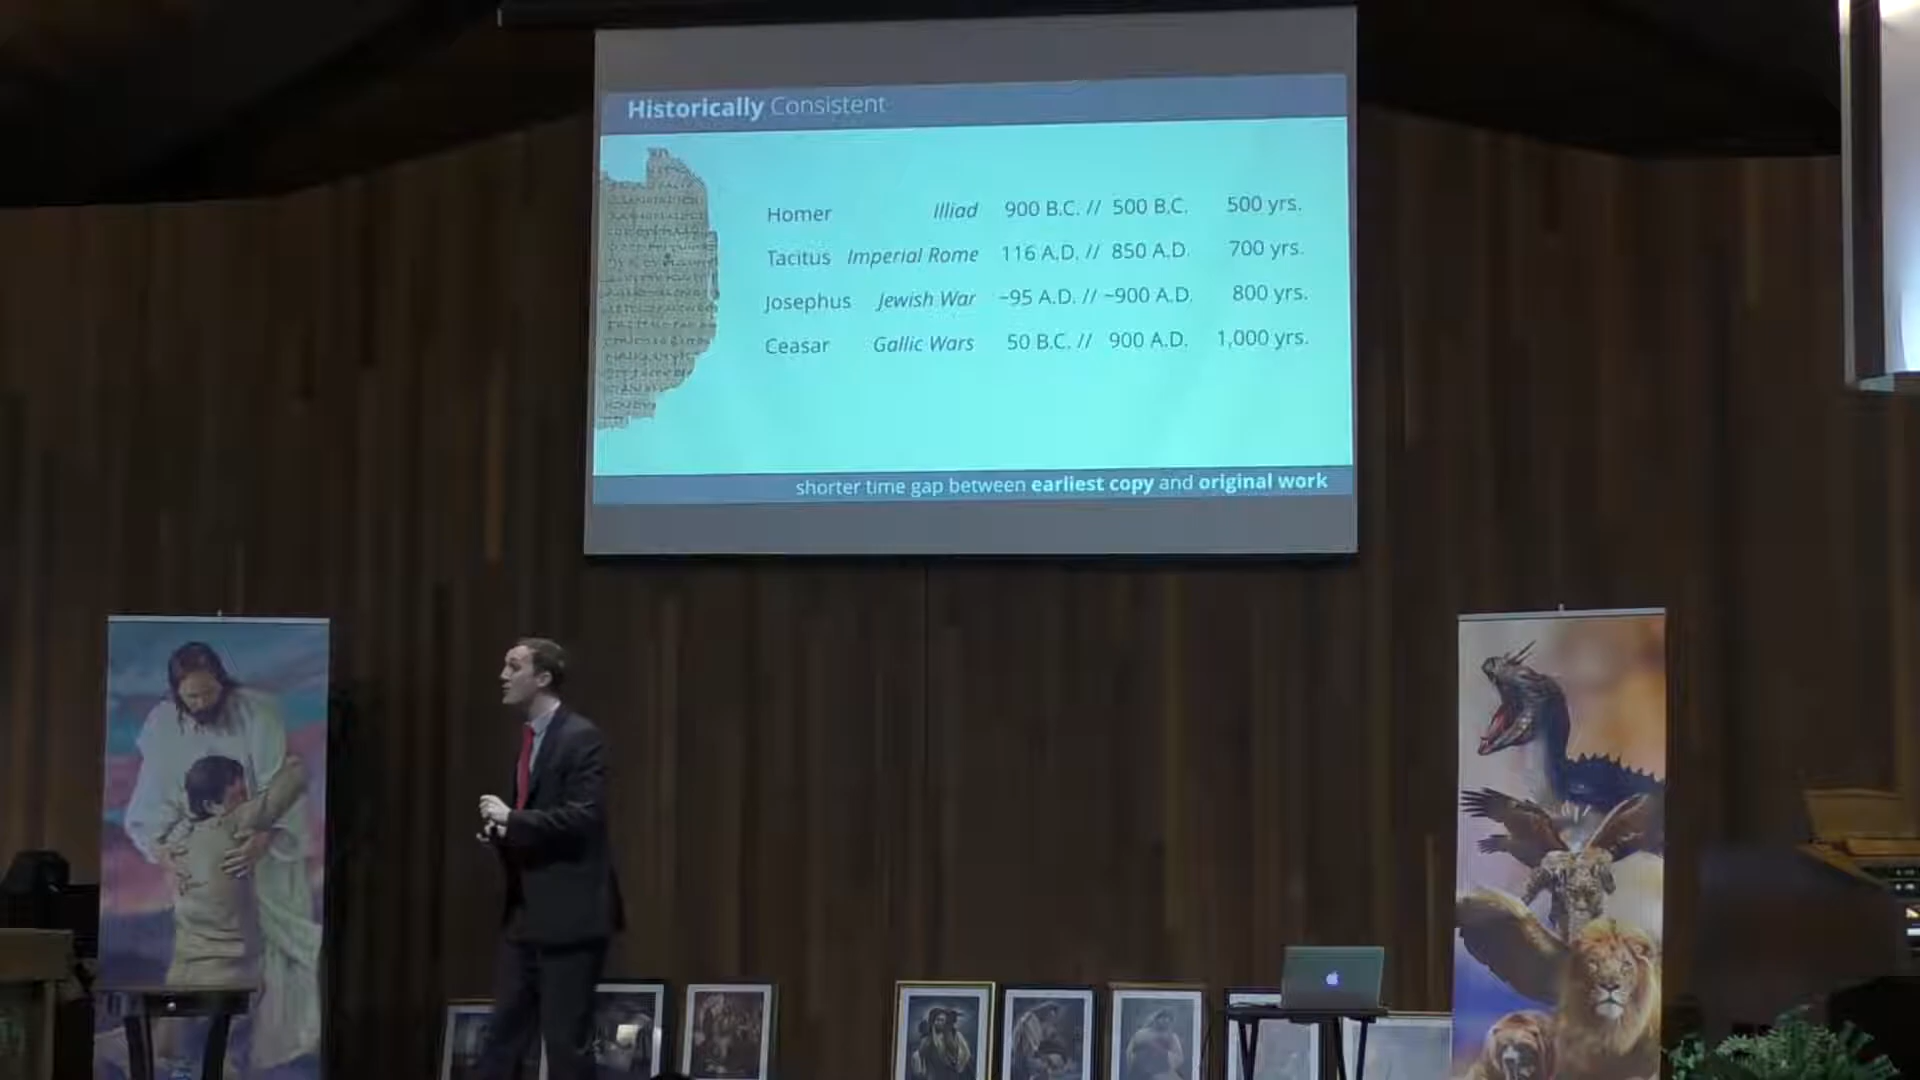 Historically Consistent
Homer Illiad 900 B.C. // 500 B.C. 500 yrs.
Tacitus Imperial Rome 116 A.D. // 850 A.D. 700 yrs.
Josephus Jewish War ~95 A.D. // ~900 A.D. 800 yrs.
Ceasar Gallic Wars 50 B.C. // 900 A.D. 1,000 yrs.
shorter time gap between earliest copy and original work